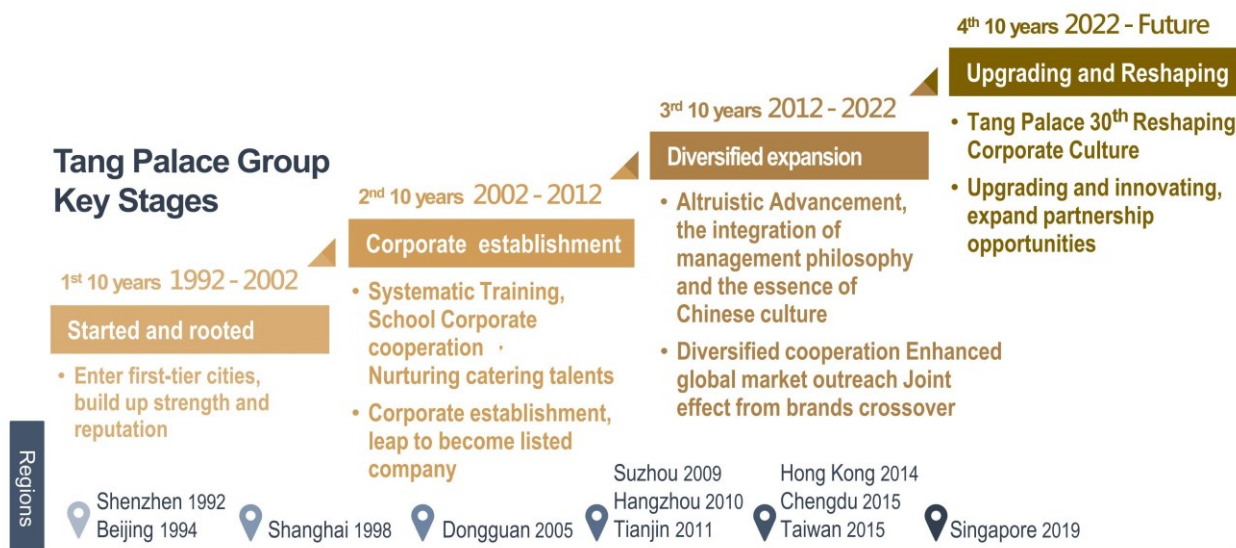 Tang Palace Group
Key Stages
1st 10 years 1992 - 2002
Started and rooted
• Enter first-tier cities,
build up strength and
reputation
2nd 10 years 2002 - 2012
Corporate establishment
• Systematic Training,
School Corporate
cooperation ·
Nurturing catering talents
• Corporate establishment,
leap to become listed
company
3rd 10 years 2012 - 2022
Diversified expansion
• Altruistic Advancement,
the integration of
management philosophy
and the essence of
Chinese culture
• Diversified cooperation Enhanced
global market outreach Joint
effect from brands crossover
4th 10 years 2022 - Future
Upgrading and Reshaping
• Tang Palace 30th Reshaping
Corporate Culture
• Upgrading and innovating,
expand partnership
opportunities
Regions
Shenzhen 1992
Beijing 1994
Shanghai 1998
Dongguan 2005
Suzhou 2009
Hangzhou 2010
Tianjin 2011
Hong Kong 2014
Chengdu 2015
Taiwan 2015
Singapore 2019